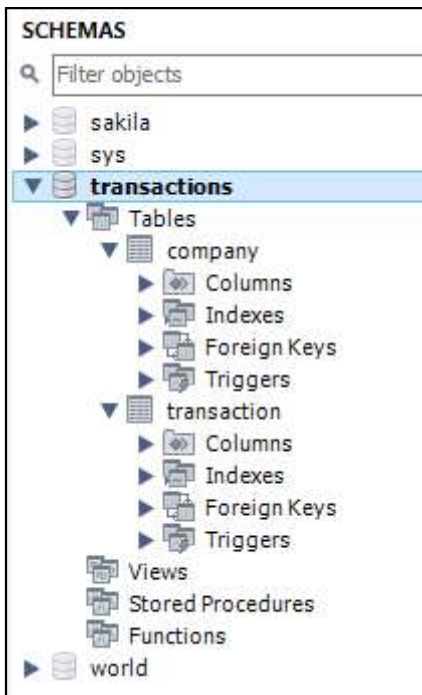 SCHEMAS
Filter objects
sakila
sys
transactions
Tables
company
Columns
Indexes
Foreign Keys
Triggers
transaction
Columns
Indexes
Foreign Keys
Triggers
Views
Stored Procedures
Functions
world